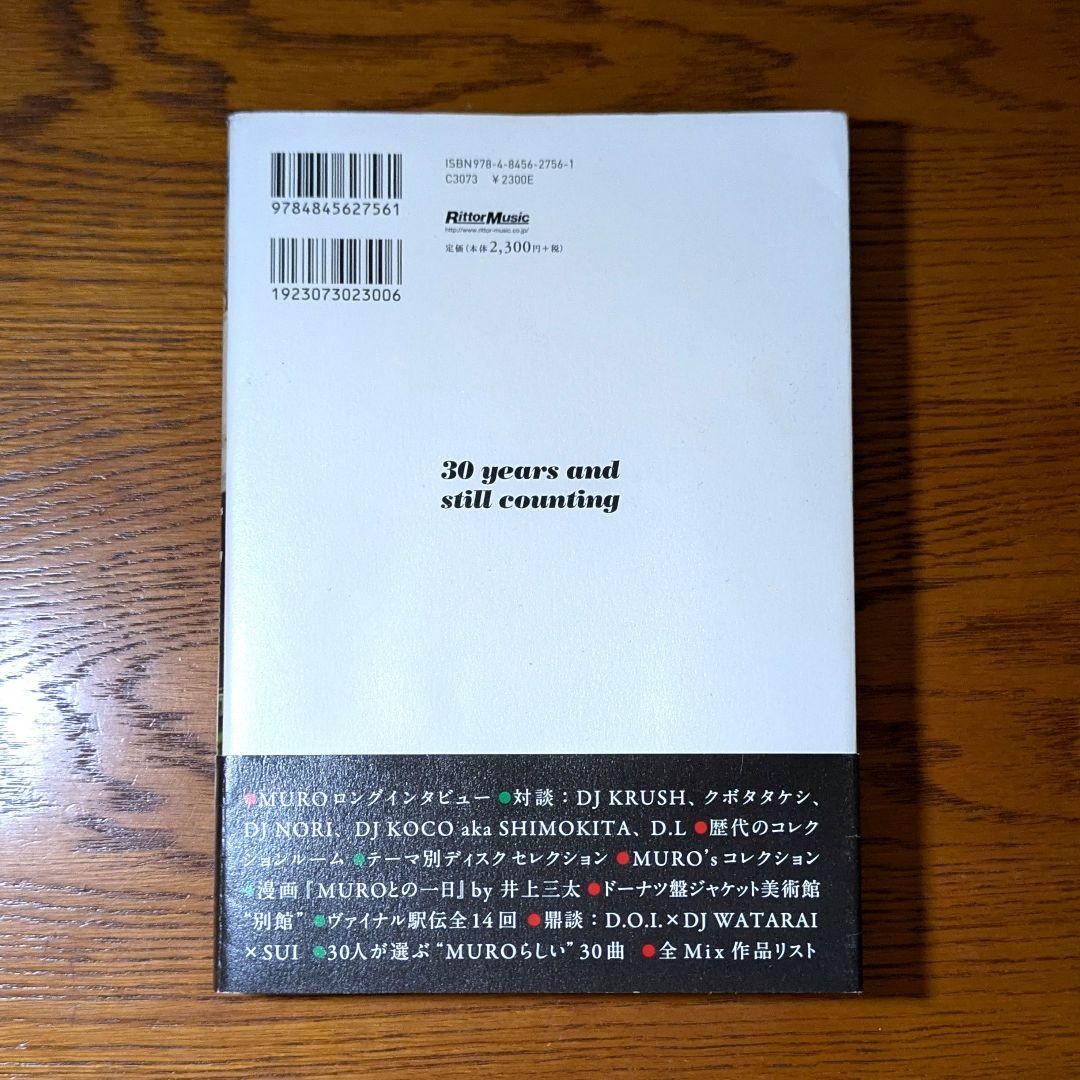 9784845627561
1923073023006
ISBN978-4-8456-2756-1
C3073 ¥2300E
RittorMusic
http://www.rittor-music.co.jp/
定価(本体2,300円+税)
30 years and
still counting
●MUROロングインタビュー ●対談：DJ KRUSH、クボタタケシ、
DJ NORI、DJ KOCO aka SHIMOKITA、D.L ●歴代のコレク
ションルーム ●テーマ別ディスクセレクション ●MURO'sコレクション
●漫画『MUROとの一日』by 井上三太 ●ドーナツ盤ジャケット美術館
“別館” ●ヴァイナル駅伝全14回 ●鼎談：D.O.I.×DJ WATARAI
×SUI ●30人が選ぶ“MUROらしい”30曲 ●全Mix作品リスト